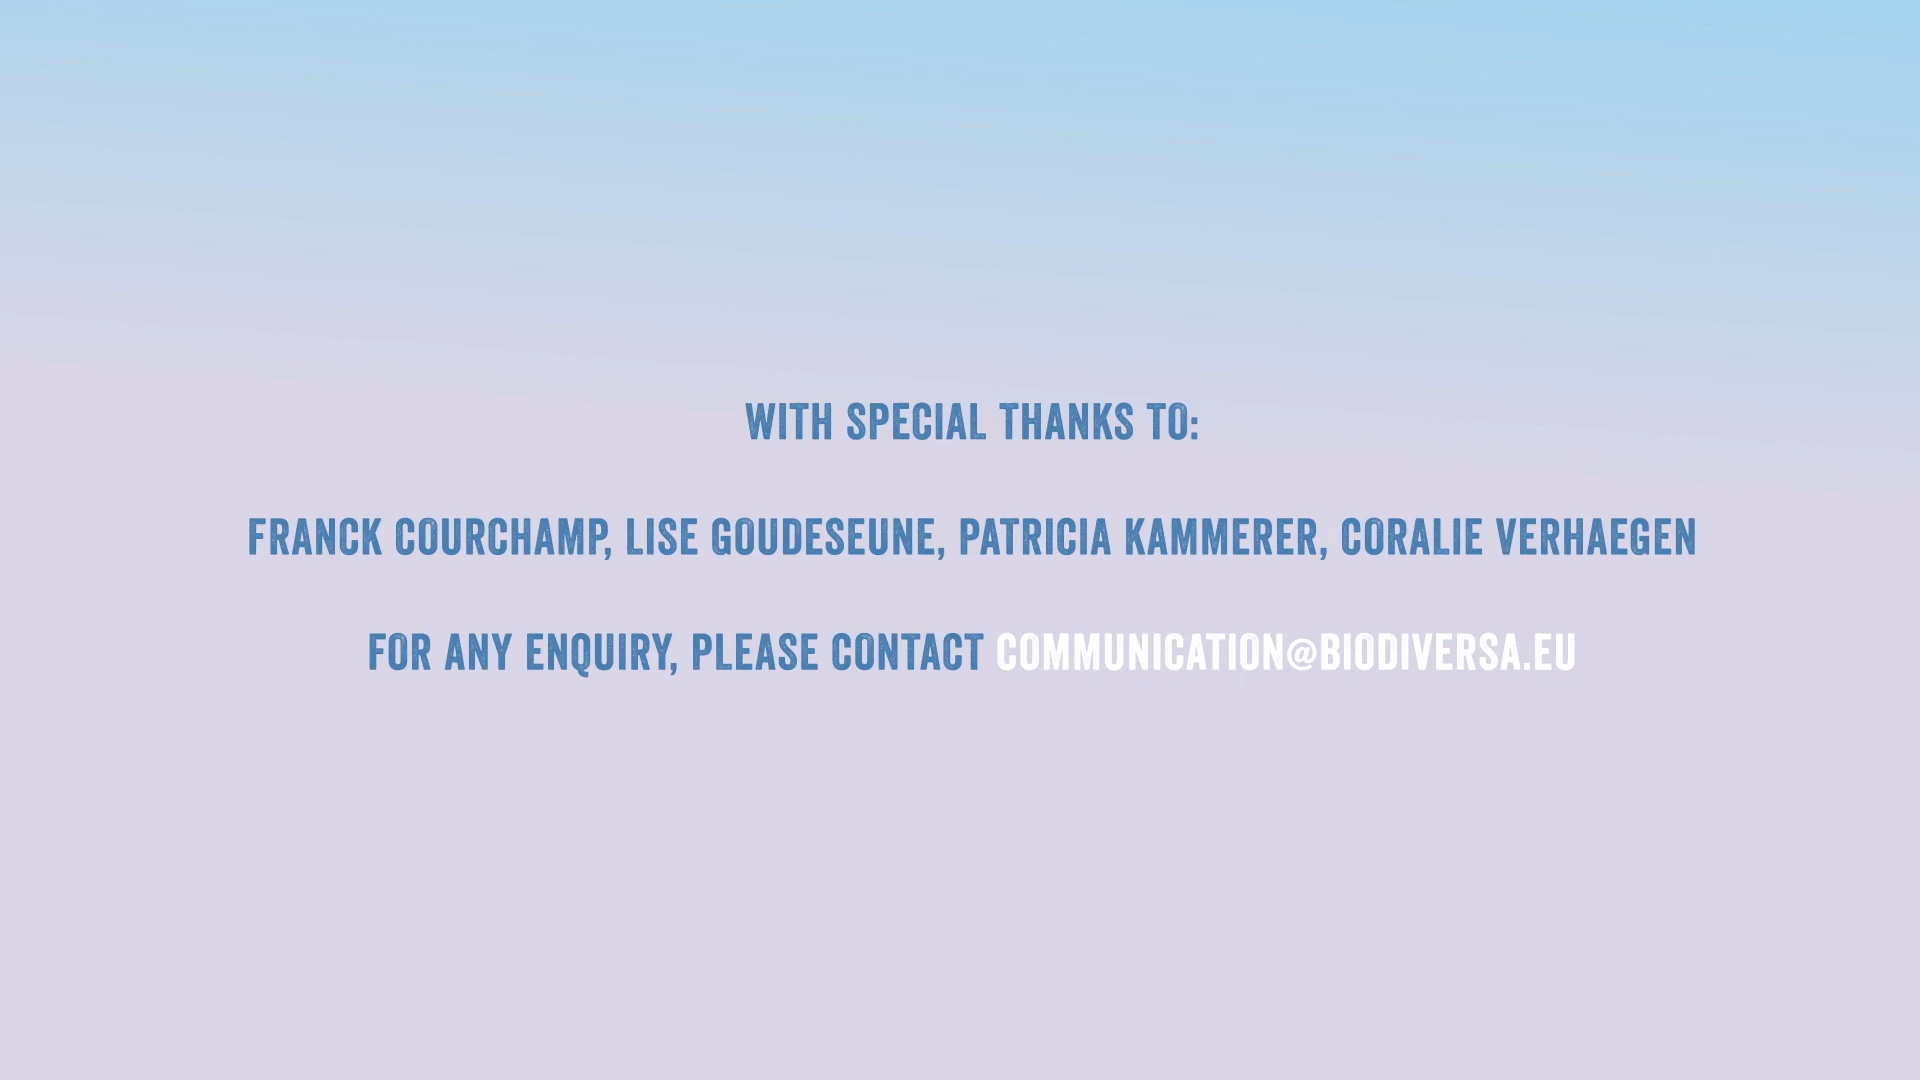 WITH SPECIAL THANKS TO:
FRANCK COURCHAMP, LISE GOUDESEUNE, PATRICIA KAMMERER, CORALIE VERHAEGEN
FOR ANY ENQUIRY, PLEASE CONTACT COMMUNICATION@BIODIVERSA.EU